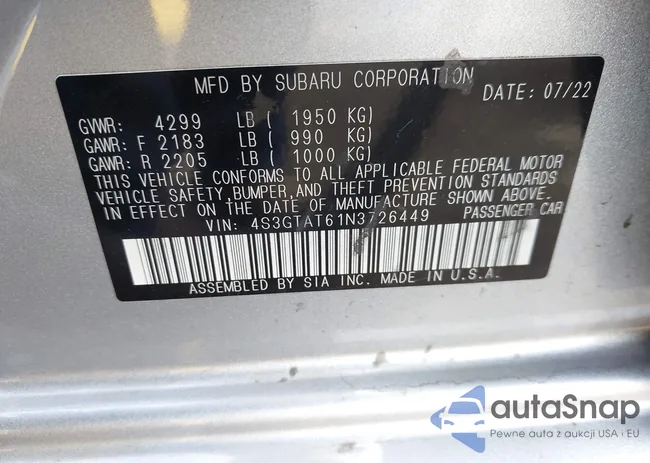 MFD BY SUBARU CORPORATION
DATE: 07/22
GVWR: 4299 LB ( 1950 KG)
GAWR: F 2183 LB ( 990 KG)
GAWR: R 2205 LB ( 1000 KG)
THIS VEHICLE CONFORMS TO ALL APPLICABLE FEDERAL MOTOR
VEHICLE SAFETY, BUMPER, AND THEFT PREVENTION STANDARDS
IN EFFECT ON THE DATE OF MANUFACTURE SHOWN ABOVE.
VIN: 4S3GTAT61N3726449 PASSENGER CAR
ASSEMBLED BY SIA INC. MADE IN U.S.A.
autoSnap
Pewne auta z aukcji USA i EU